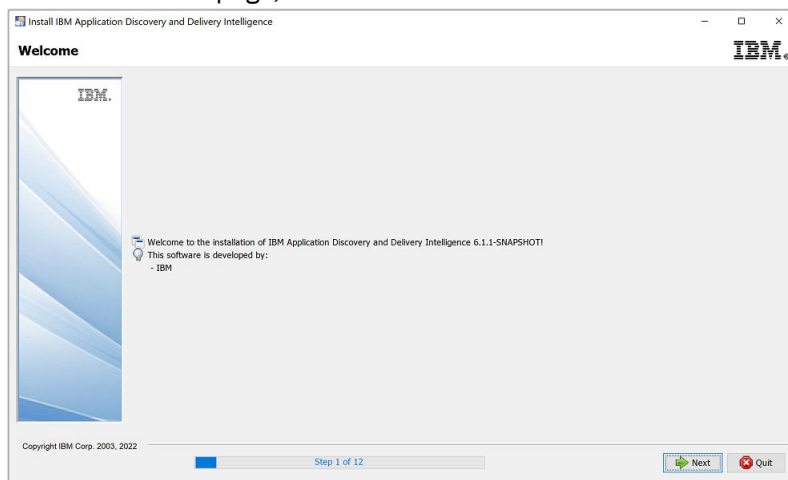 page,
Install IBM Application Discovery and Delivery Intelligence
Welcome
IBM
IBM.
Welcome to the installation of IBM Application Discovery and Delivery Intelligence 6.1.1-SNAPSHOT!
This software is developed by:
- IBM
Copyright IBM Corp. 2003, 2022
Step 1 of 12
Next
Quit